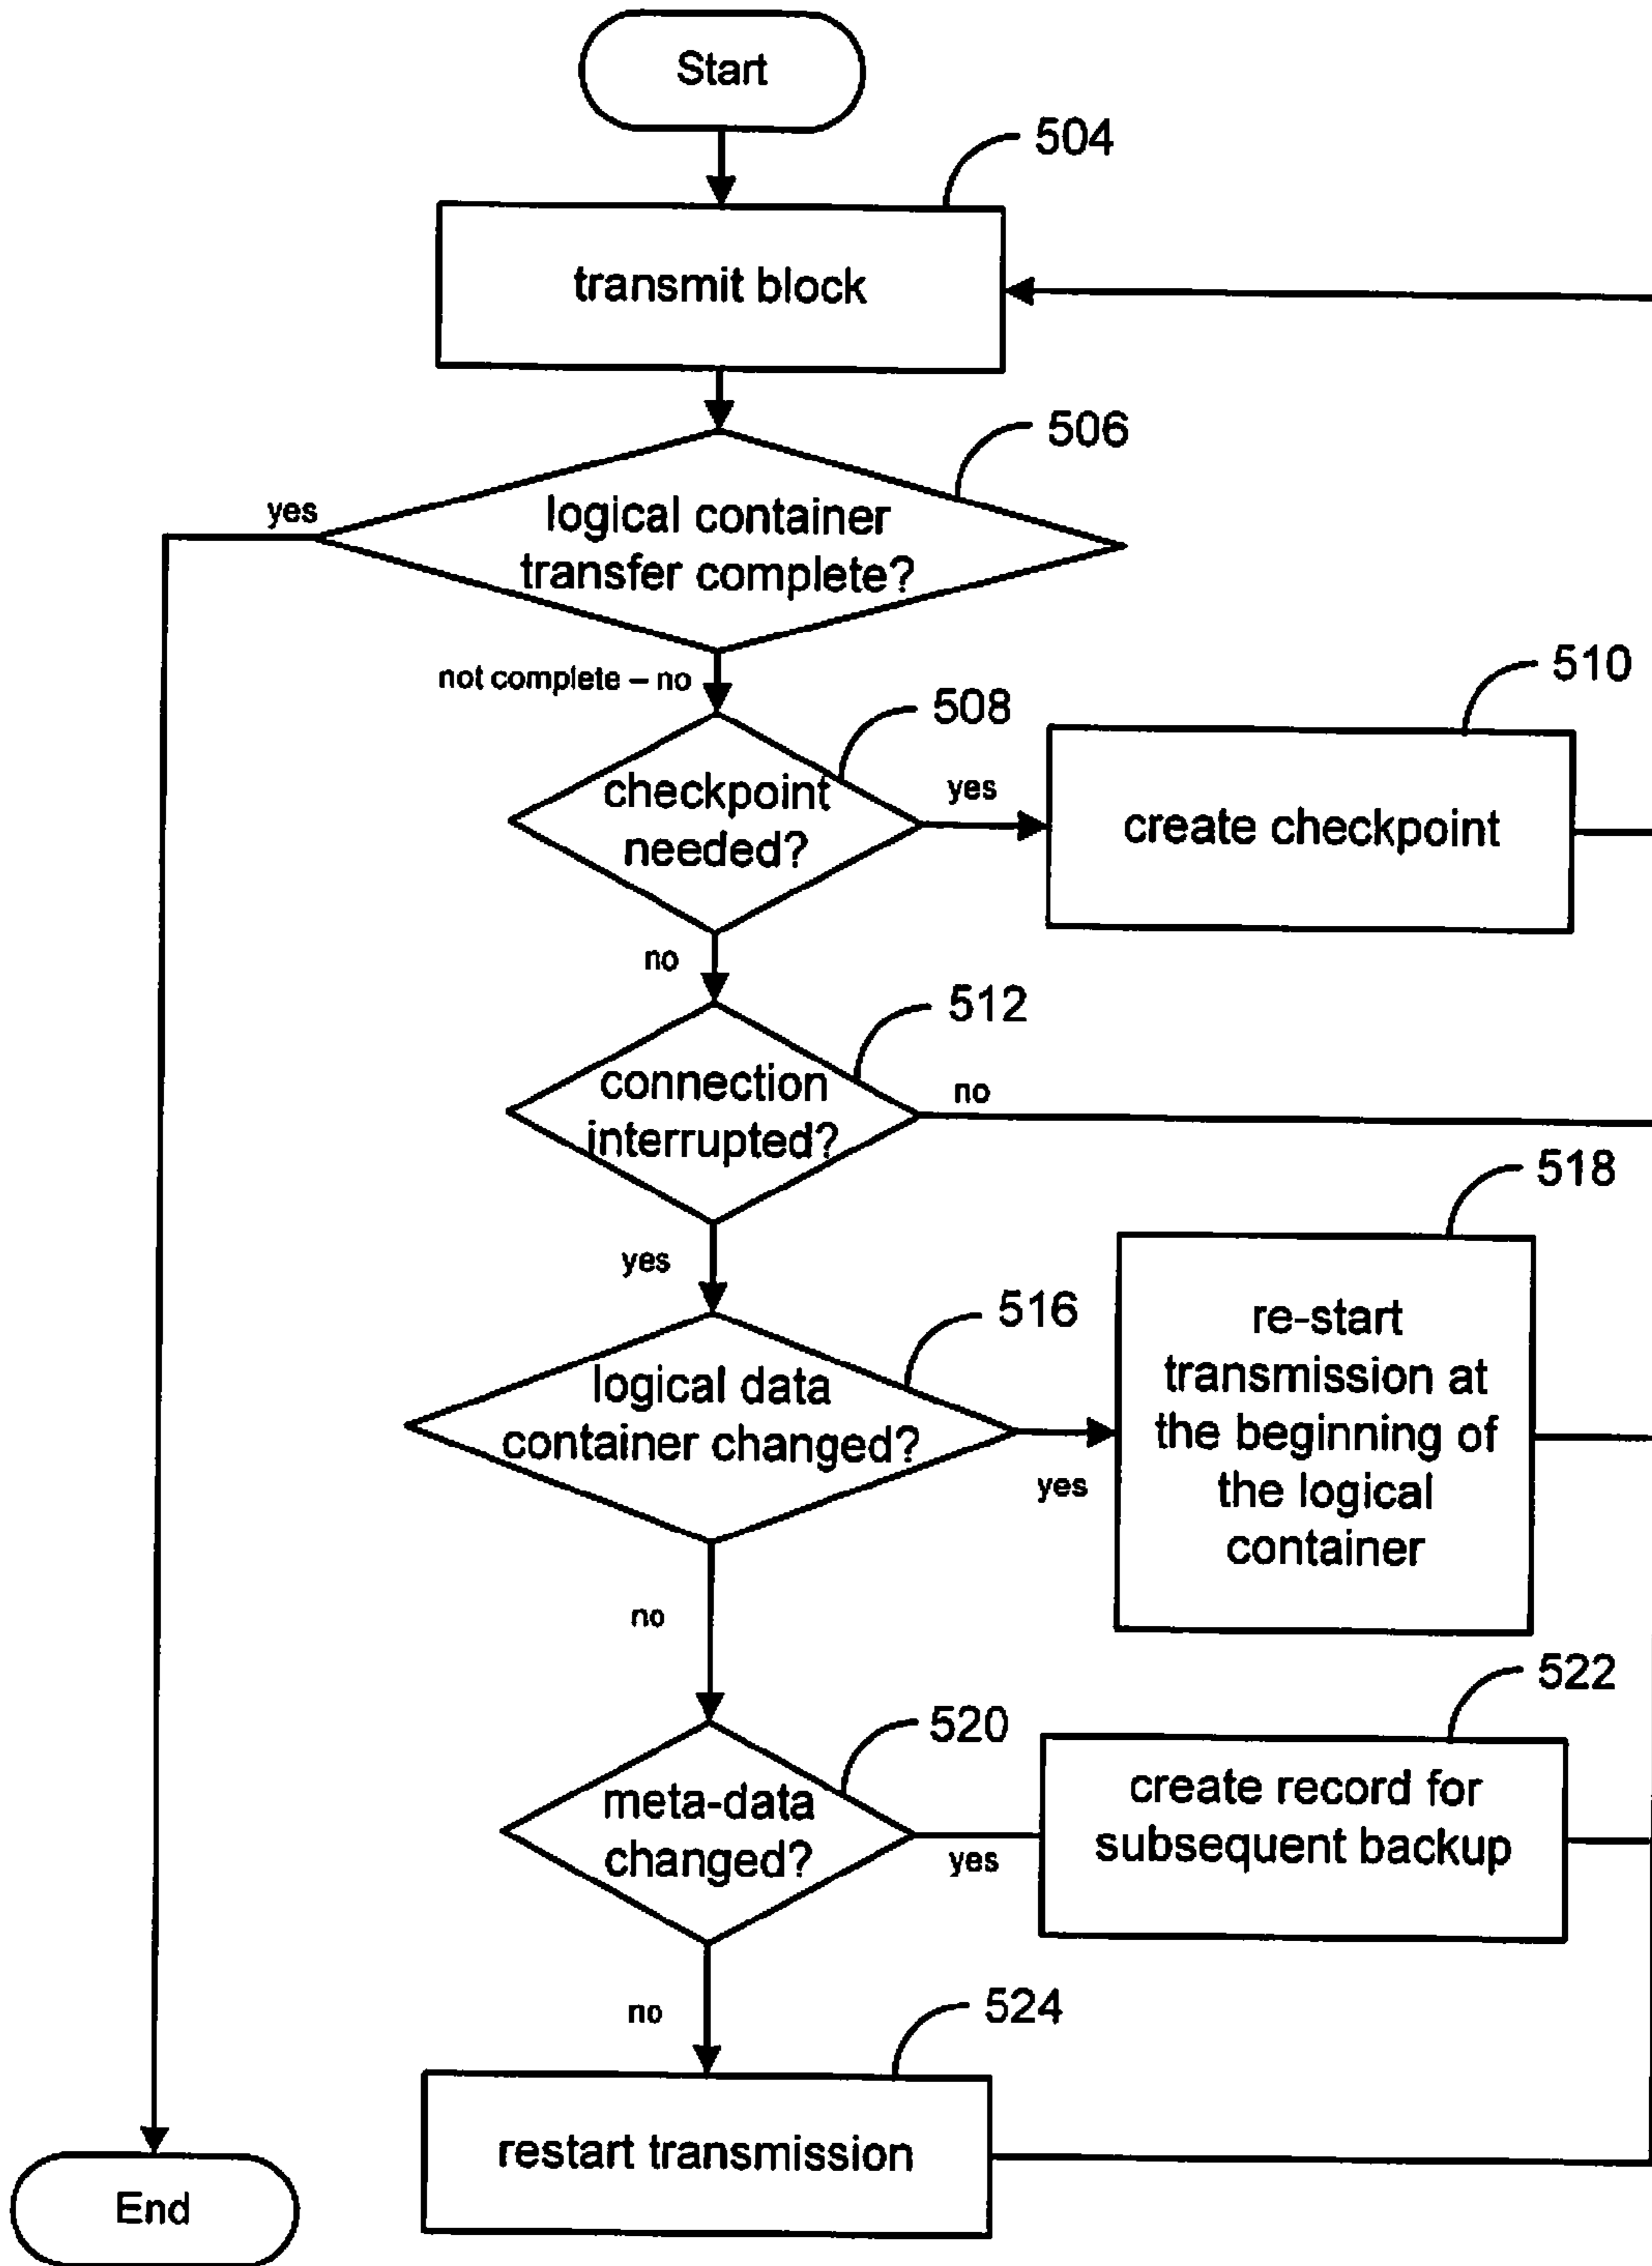 Start
504
transmit block
506
yes
logical container
transfer complete?
not complete – no
508
510
checkpoint
needed?
yes
create checkpoint
no
512
connection
interrupted?
no
518
yes
516
re-start
transmission at
the beginning of
the logical
container
logical data
container changed?
yes
no
522
520
create record for
subsequent backup
meta-data
changed?
yes
no
524
restart transmission
End